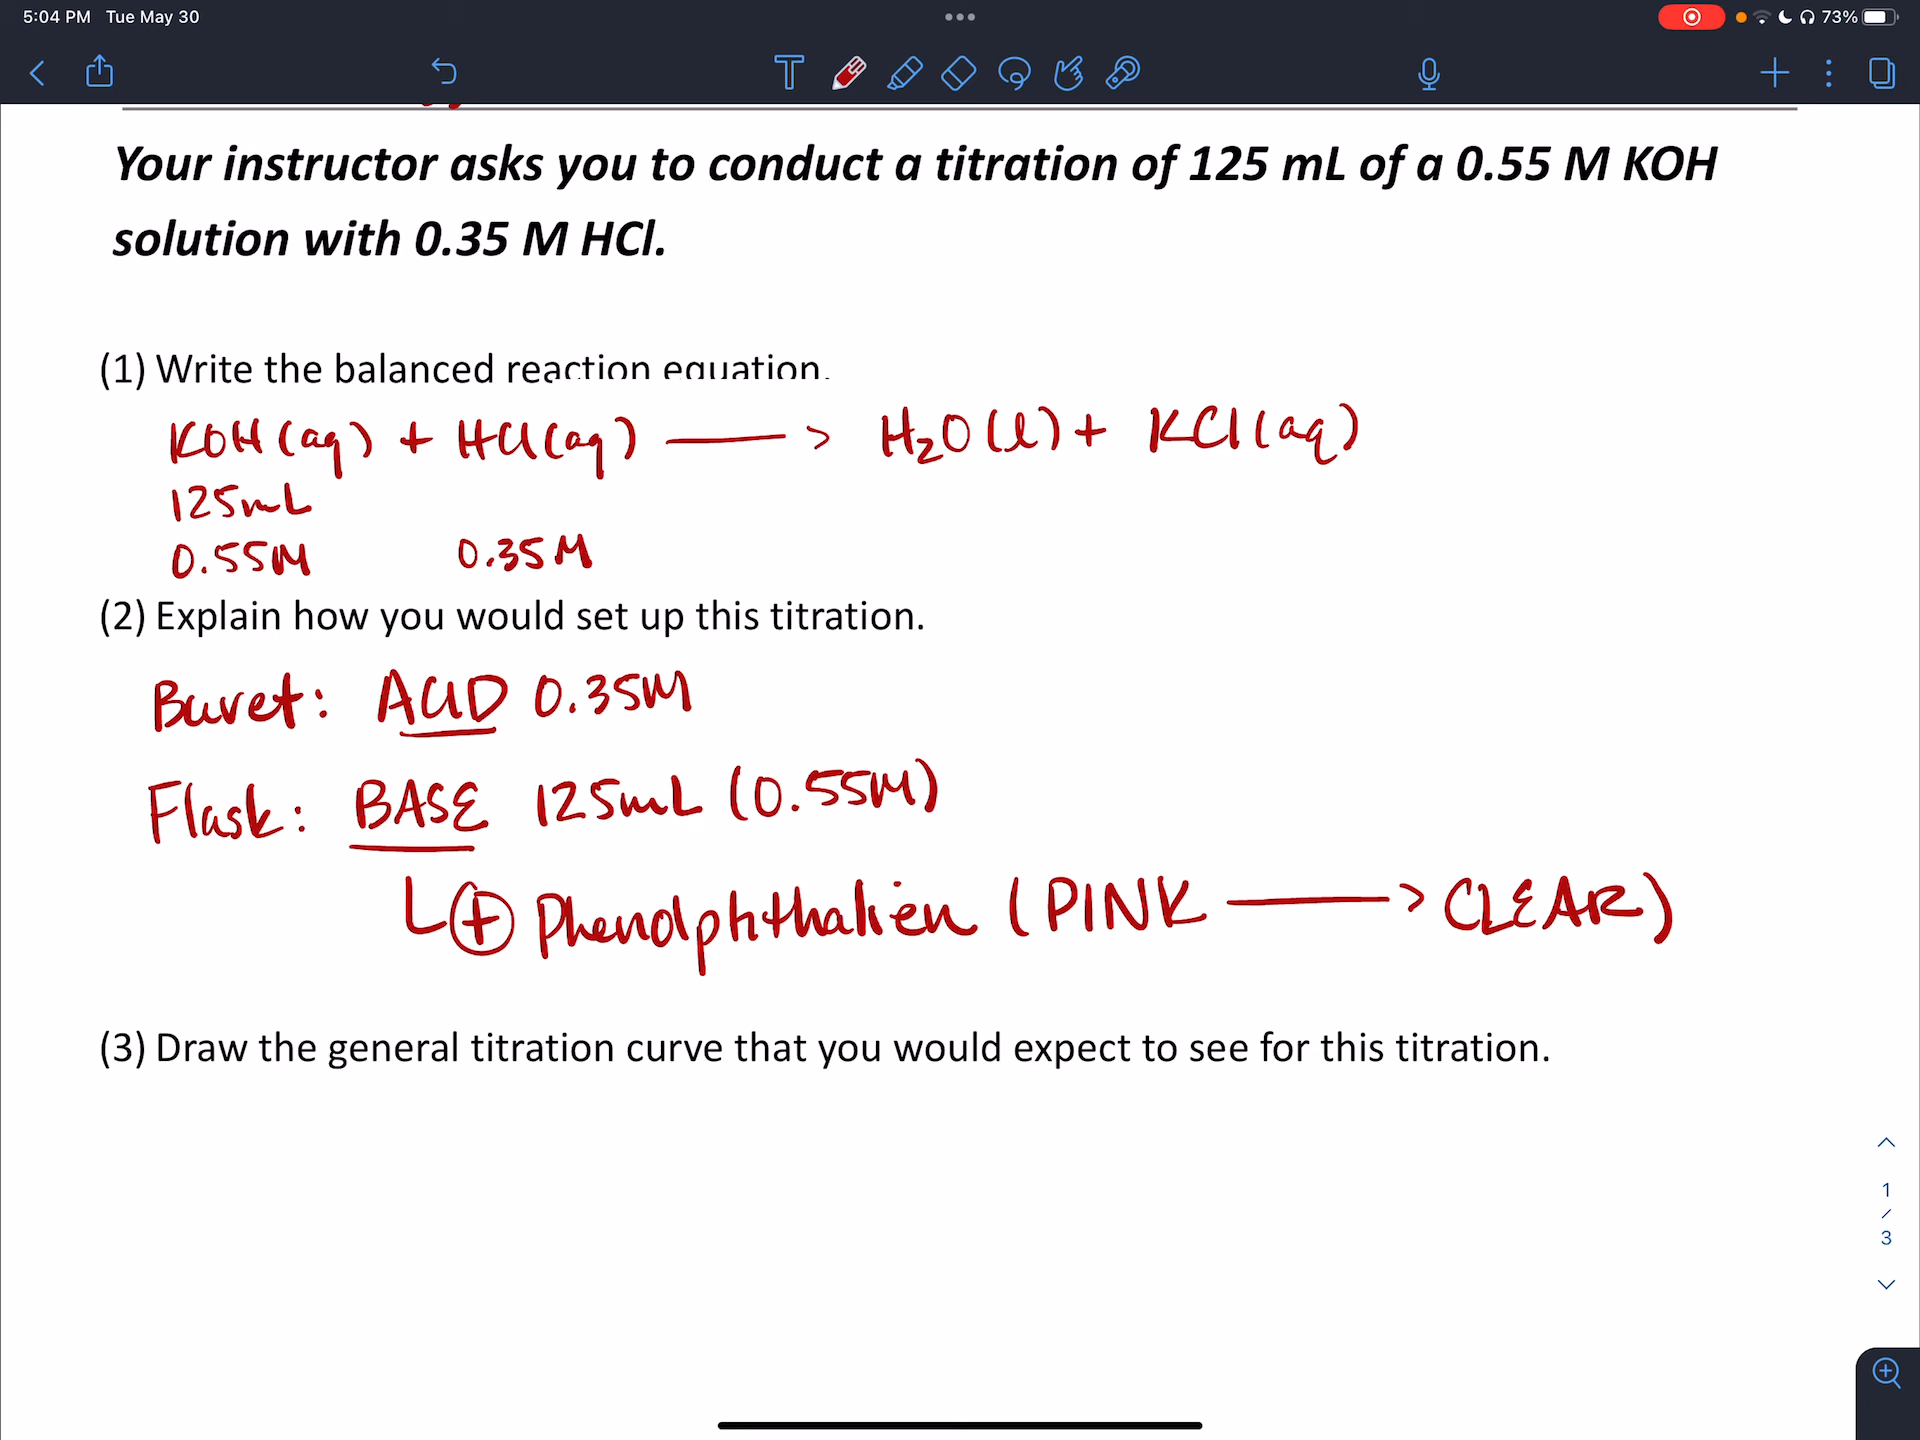 5:04 PM Tue May 30
73%
Your instructor asks you to conduct a titration of 125 mL of a 0.55 M KOH
solution with 0.35 M HCl.
(1) Write the balanced reaction equation.
KOH(aq) + HCl(aq) → H₂O(l) + KCl(aq)
125mL
0.55M 0.35M
(2) Explain how you would set up this titration.
Buret: ACID 0.35M
Flask: BASE 125mL (0.55M)
L⊕ Phenolphthalien (PINK → CLEAR)
(3) Draw the general titration curve that you would expect to see for this titration.
1
/
3